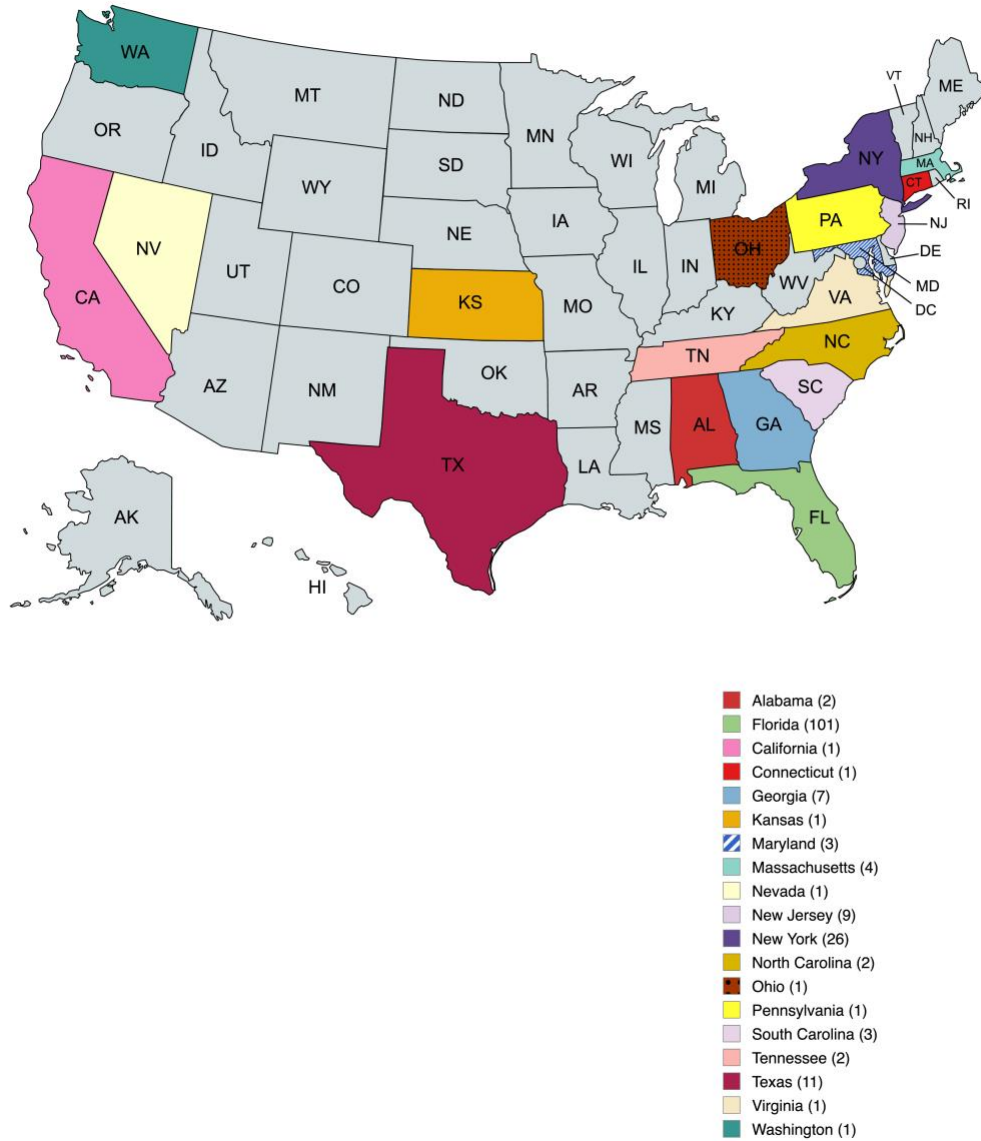 WA
MT
ND
MN
VT
ME
OR
ID
SD
WI
NH
NY
MA
WY
MI
CT
RI
IA
PA
NJ
NV
NE
OH
DE
UT
IL
IN
CA
CO
WV
MD
KS
MO
VA
DC
KY
NC
TN
OK
AZ
NM
AR
SC
MS
AL
GA
TX
LA
AK
FL
HI
Alabama (2)
Florida (101)
California (1)
Connecticut (1)
Georgia (7)
Kansas (1)
Maryland (3)
Massachusetts (4)
Nevada (1)
New Jersey (9)
New York (26)
North Carolina (2)
Ohio (1)
Pennsylvania (1)
South Carolina (3)
Tennessee (2)
Texas (11)
Virginia (1)
Washington (1)